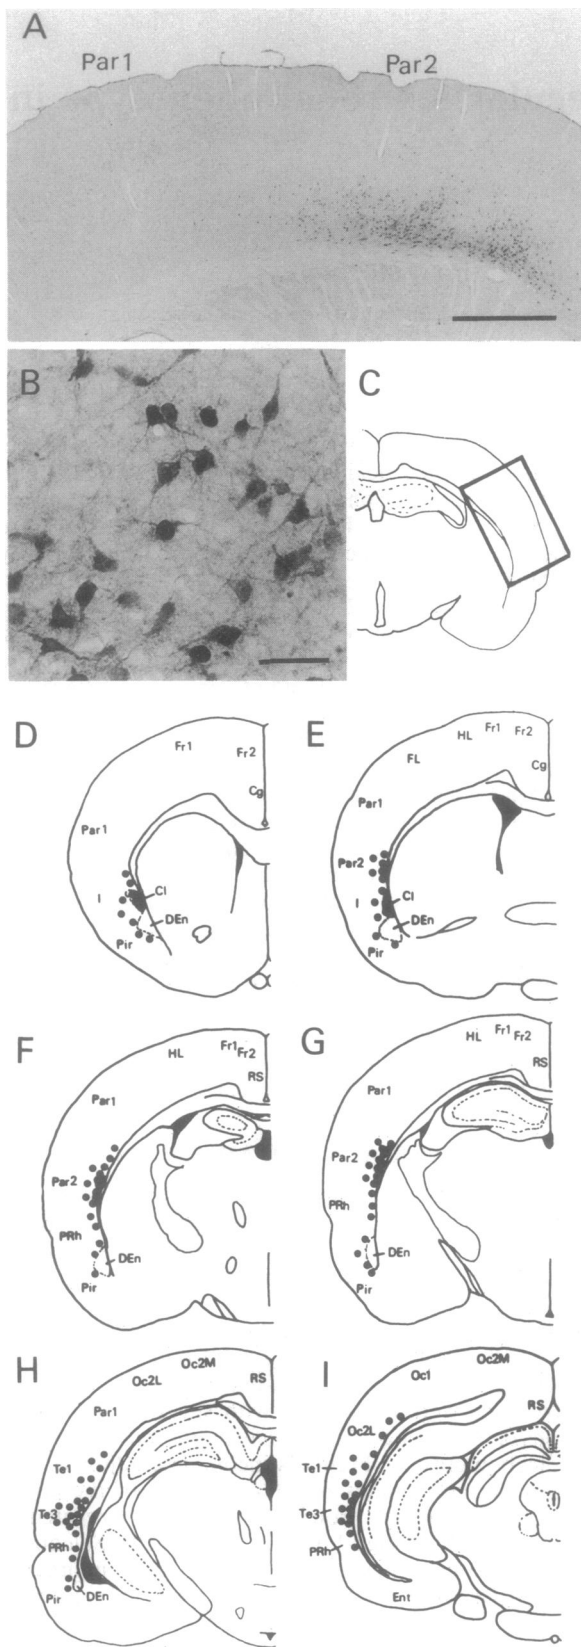 A
Par1 Par2
B
C
D
Fr1
Fr2
Cg
Par1
Cl
I
DEn
Pir
E
HL Fr1 Fr2
FL
Cg
Par1
Par2
Cl
I
DEn
Pir
F
HL Fr1 Fr2
RS
Par1
Par2
PRh
DEn
Pir
G
HL Fr1 Fr2
RS
Par1
Par2
PRh
DEn
Pir
H
Oc2M
Oc2L RS
Par1
Te1
Te3
PRh
Pir DEn
I
Oc2M
Oc1
RS
Oc2L
Te1
Te3
PRh
Ent